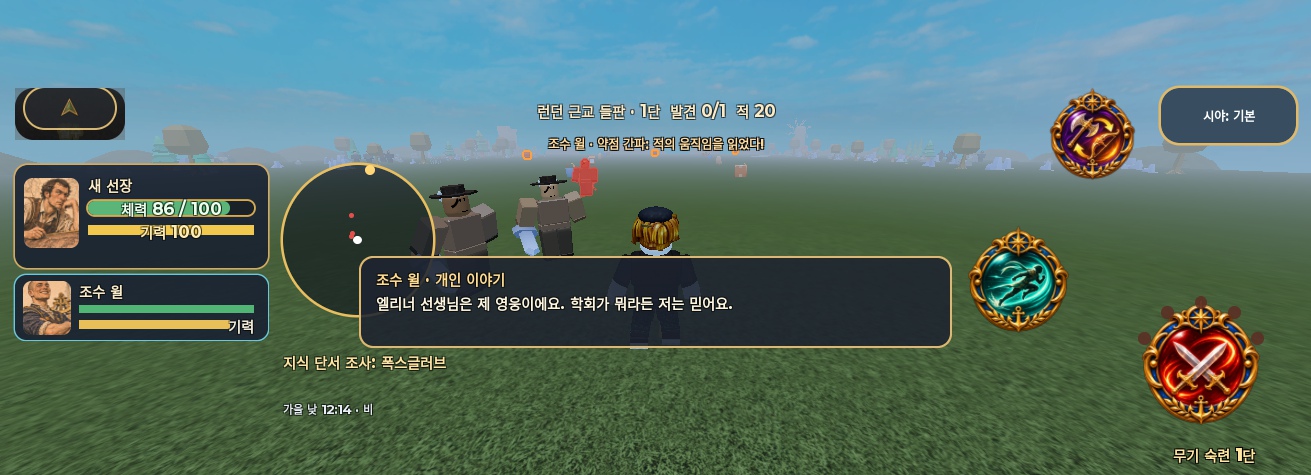 런던 근교 들판 · 1단 발견 0/1 적 20
조수 윌 · 약점 간파: 적의 움직임을 읽었다!
시야: 기본
새 선장
체력 86 / 100
기력 100
조수 윌
기력
조수 윌 · 개인 이야기
엘리너 선생님은 제 영웅이에요. 학회가 뭐라든 저는 믿어요.
지식 단서 조사: 폭스글러브
가을 낮 12:14 · 비
무기 숙련 1단